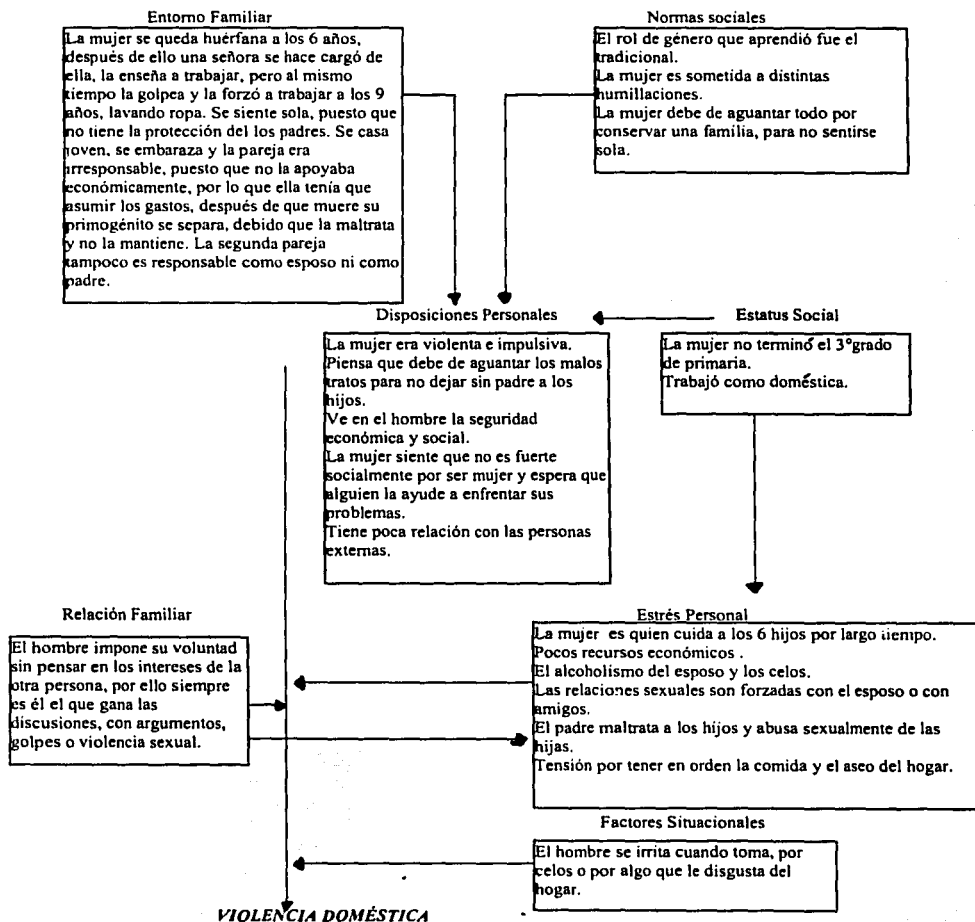 Entorno Familiar
La mujer se queda huérfana a los 6 años,
después de ello una señora se hace cargó de
ella, la enseña a trabajar, pero al mismo
tiempo la golpea y la forzó a trabajar a los 9
años, lavando ropa. Se siente sola, puesto que
no tiene la protección del los padres. Se casa
joven, se embaraza y la pareja era
irresponsable, puesto que no la apoyaba
económicamente, por lo que ella tenía que
asumir los gastos, después de que muere su
primogénito se separa, debido que la maltrata
y no la mantiene. La segunda pareja
tampoco es responsable como esposo ni como
padre.
Normas sociales
El rol de género que aprendió fue el
tradicional.
La mujer es sometida a distintas
humillaciones.
La mujer debe de aguantar todo por
conservar una familia, para no sentirse
sola.
Disposiciones Personales
La mujer era violenta e impulsiva.
Piensa que debe de aguantar los malos
tratos para no dejar sin padre a los
hijos.
Ve en el hombre la seguridad
económica y social.
La mujer siente que no es fuerte
socialmente por ser mujer y espera que
alguien la ayude a enfrentar sus
problemas.
Tiene poca relación con las personas
externas.
Estatus Social
La mujer no terminó el 3°grado
de primaria.
Trabajó como doméstica.
Relación Familiar
El hombre impone su voluntad
sin pensar en los intereses de la
otra persona, por ello siempre
es él el que gana las
discusiones, con argumentos,
golpes o violencia sexual.
Estrés Personal
La mujer es quien cuida a los 6 hijos por largo tiempo.
Pocos recursos económicos .
El alcoholismo del esposo y los celos.
Las relaciones sexuales son forzadas con el esposo o con
amigos.
El padre maltrata a los hijos y abusa sexualmente de las
hijas.
Tensión por tener en orden la comida y el aseo del hogar.
Factores Situacionales
El hombre se irrita cuando toma, por
celos o por algo que le disgusta del
hogar.
VIOLENCIA DOMÉSTICA